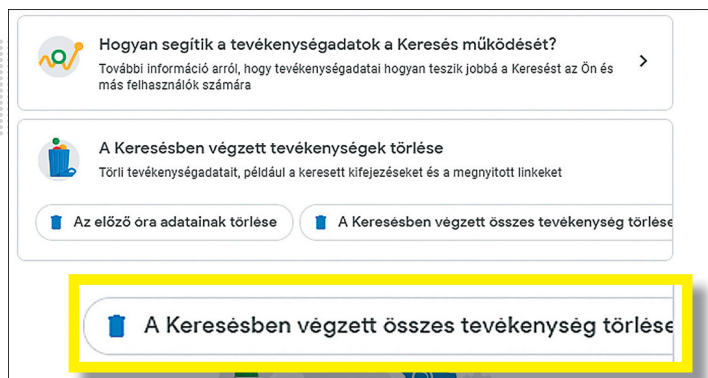 Hogyan segítik a tevékenységadatok a Keresés működését?
További információ arról, hogy tevékenységadatai hogyan teszik jobbá a Keresést az Ön és
más felhasználók számára
A Keresésben végzett tevékenységek törlése
Törli tevékenységadatait, például a keresett kifejezéseket és a megnyitott linkeket
Az előző óra adatainak törlése
A Keresésben végzett összes tevékenység törlése
A Keresésben végzett összes tevékenység törlése